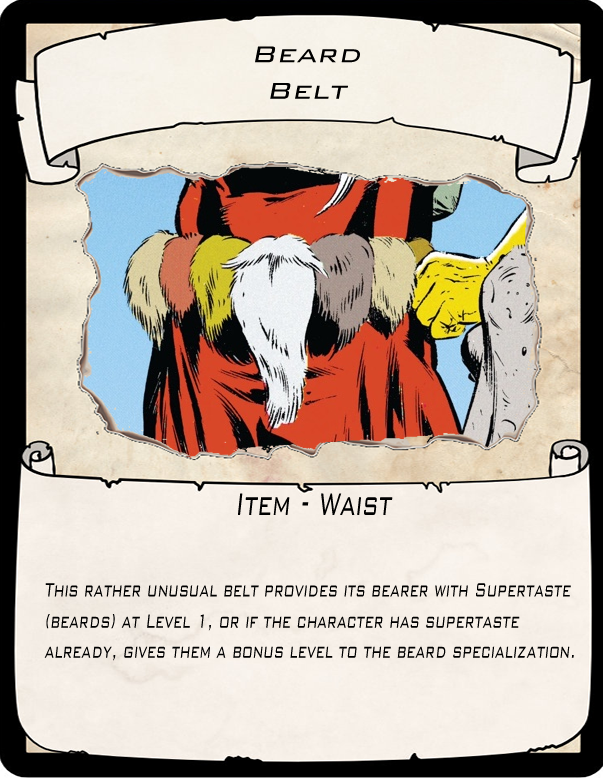 Beard
Belt
Item - Waist
This rather unusual belt provides its bearer with Supertaste
(beards) at Level 1, or if the character has supertaste
already, gives them a bonus level to the beard specialization.